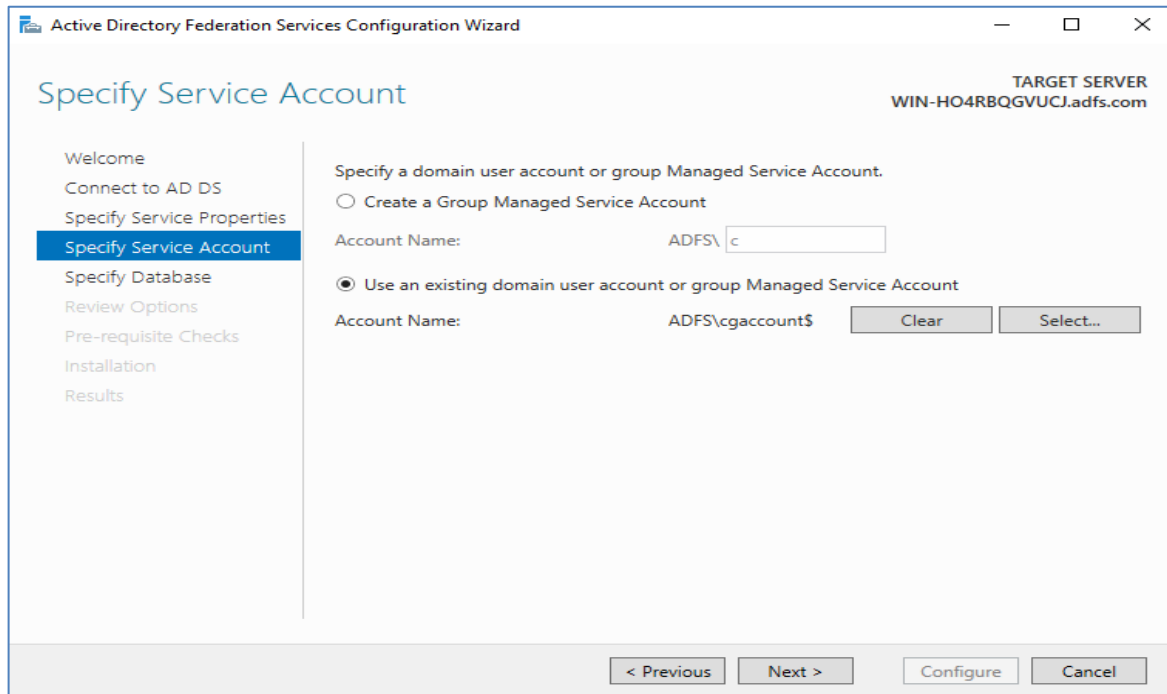 Active Directory Federation Services Configuration Wizard
Specify Service Account
TARGET SERVER
WIN-HO4RBQGVUCJ.adfs.com
Welcome
Connect to AD DS
Specify Service Properties
Specify Service Account
Specify Database
Review Options
Pre-requisite Checks
Installation
Results
Specify a domain user account or group Managed Service Account.
Create a Group Managed Service Account
Account Name: ADFS\ c
Use an existing domain user account or group Managed Service Account
Account Name: ADFS\cgaccount$ Clear Select...
< Previous Next > Configure Cancel